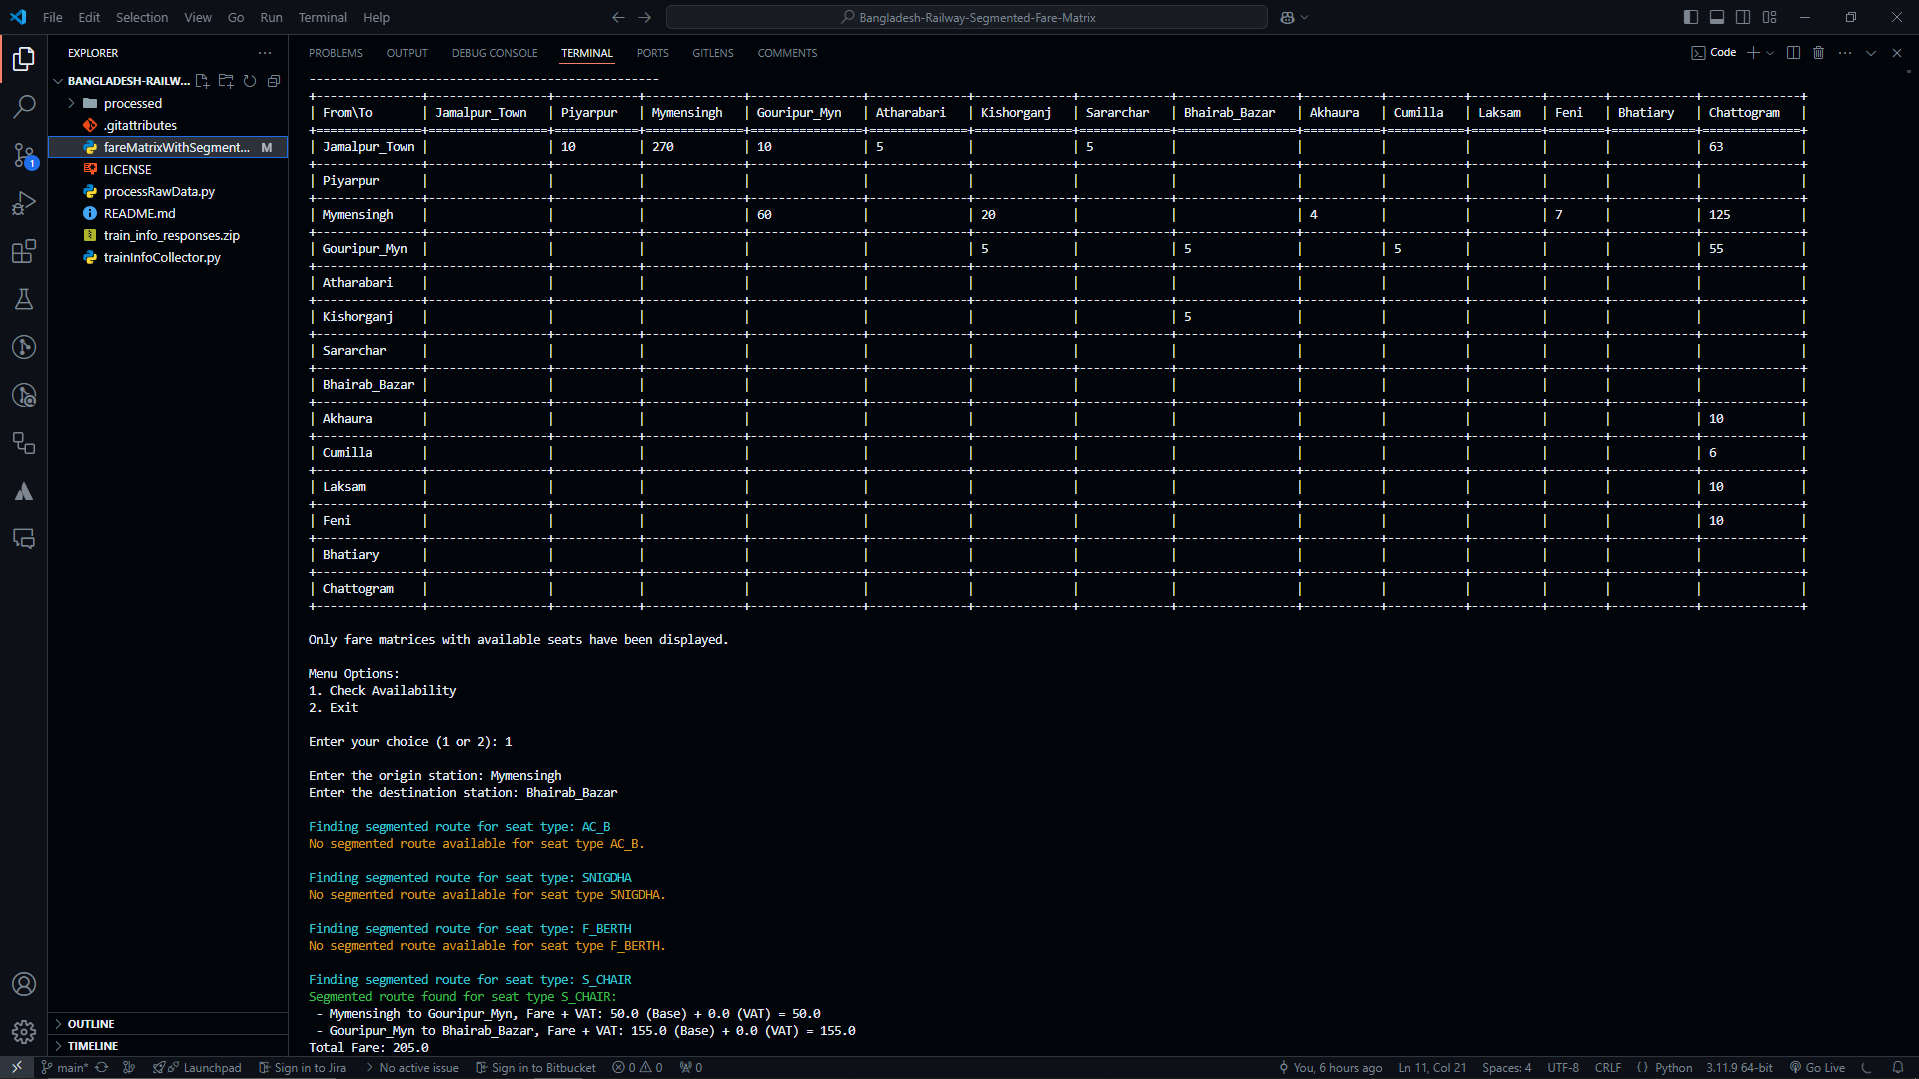 File Edit Selection View Go Run Terminal Help
Bangladesh-Railway-Segmented-Fare-Matrix
EXPLORER
BANGLADESH-RAILW...
processed
.gitattributes
fareMatrixWithSegment... M
LICENSE
processRawData.py
README.md
train_info_responses.zip
trainInfoCollector.py
OUTLINE
TIMELINE
PROBLEMS OUTPUT DEBUG CONSOLE TERMINAL PORTS GITLENS COMMENTS
Code
| From\To | Jamalpur_Town | Piyarpur | Mymensingh | Gouripur_Myn | Atharabari | Kishorganj | Sararchar | Bhairab_Bazar | Akhaura | Cumilla | Laksam | Feni | Bhatiary | Chattogram |
| Jamalpur_Town | | 10 | 270 | 10 | 5 | | 5 | | | | | | | 63 |
| Piyarpur | | | | | | | | | | | | | | |
| Mymensingh | | | | 60 | | 20 | | | 4 | | | 7 | | 125 |
| Gouripur_Myn | | | | | | 5 | | 5 | | 5 | | | | 55 |
| Atharabari | | | | | | | | | | | | | | |
| Kishorganj | | | | | | | | 5 | | | | | | |
| Sararchar | | | | | | | | | | | | | | |
| Bhairab_Bazar | | | | | | | | | | | | | | |
| Akhaura | | | | | | | | | | | | | | 10 |
| Cumilla | | | | | | | | | | | | | | 6 |
| Laksam | | | | | | | | | | | | | | 10 |
| Feni | | | | | | | | | | | | | | 10 |
| Bhatiary | | | | | | | | | | | | | | |
| Chattogram | | | | | | | | | | | | | | |
Only fare matrices with available seats have been displayed.
Menu Options:
1. Check Availability
2. Exit
Enter your choice (1 or 2): 1
Enter the origin station: Mymensingh
Enter the destination station: Bhairab_Bazar
Finding segmented route for seat type: AC_B
No segmented route available for seat type AC_B.
Finding segmented route for seat type: SNIGDHA
No segmented route available for seat type SNIGDHA.
Finding segmented route for seat type: F_BERTH
No segmented route available for seat type F_BERTH.
Finding segmented route for seat type: S_CHAIR
Segmented route found for seat type S_CHAIR:
- Mymensingh to Gouripur_Myn, Fare + VAT: 50.0 (Base) + 0.0 (VAT) = 50.0
- Gouripur_Myn to Bhairab_Bazar, Fare + VAT: 155.0 (Base) + 0.0 (VAT) = 155.0
Total Fare: 205.0
1
main* Launchpad Sign in to Jira No active issue Sign in to Bitbucket 0 0 0 You, 6 hours ago Ln 11, Col 21 Spaces: 4 UTF-8 CRLF {} Python 3.11.9 64-bit Go Live